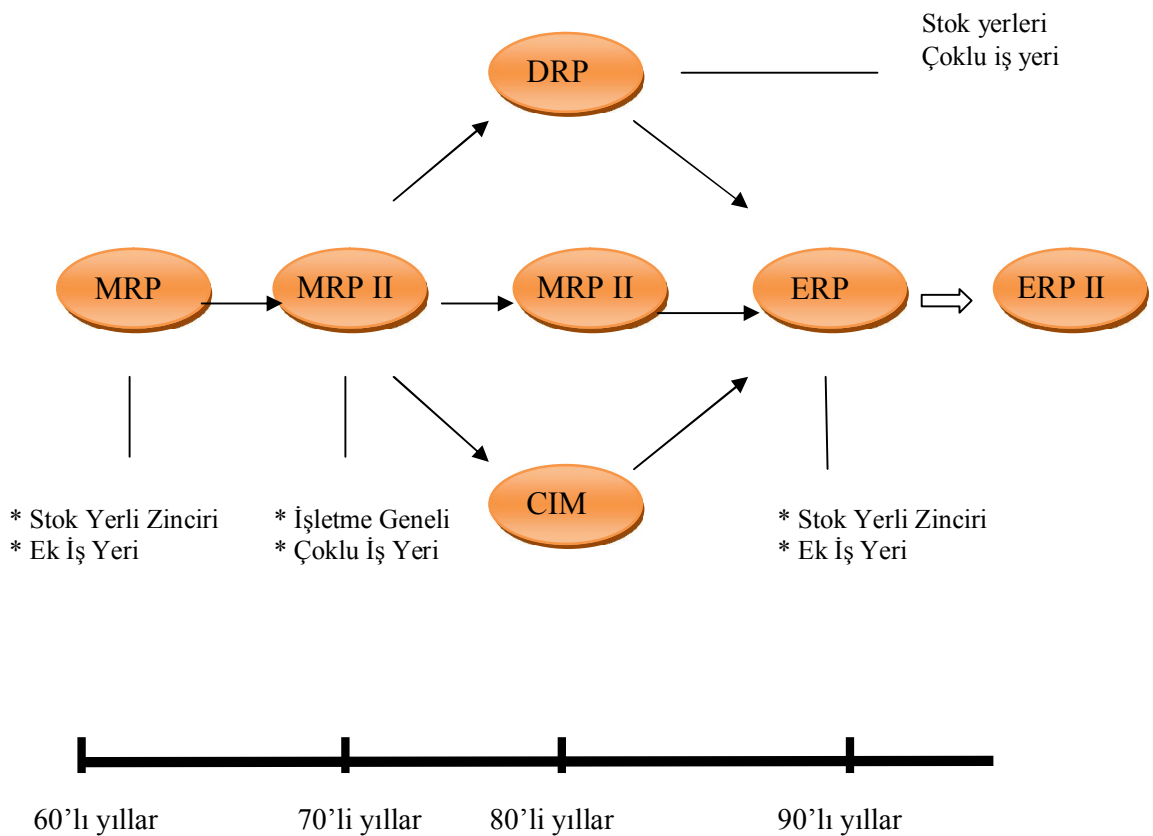 Stok yerleri
Çoklu iş yeri
DRP
MRP
MRP II
MRP II
ERP
ERP II
CIM
* Stok Yerli Zinciri
* Ek İş Yeri
* İşletme Geneli
* Çoklu İş Yeri
* Stok Yerli Zinciri
* Ek İş Yeri
60’lı yıllar
70’li yıllar
80’li yıllar
90’lı yıllar